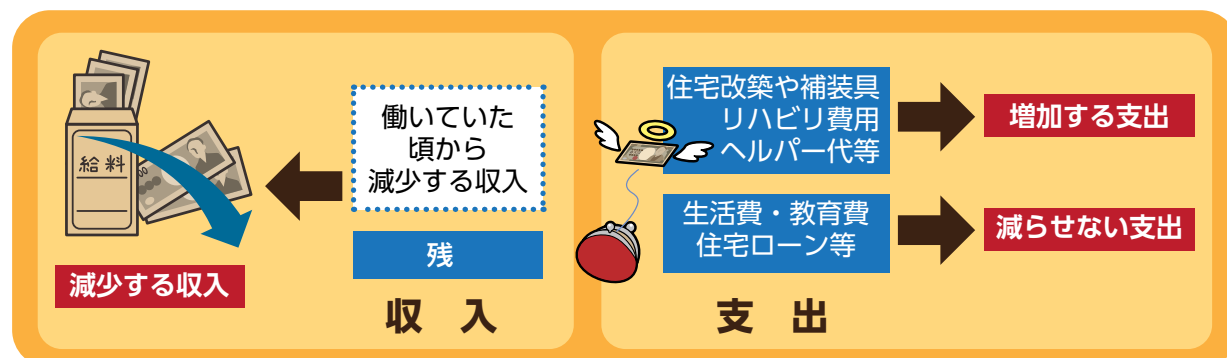 給料
減少する収入
働いていた
頃から
減少する収入
残
収 入
住宅改築や補装具
リハビリ費用
ヘルパー代等
増加する支出
生活費・教育費
住宅ローン等
減らせない支出
支 出